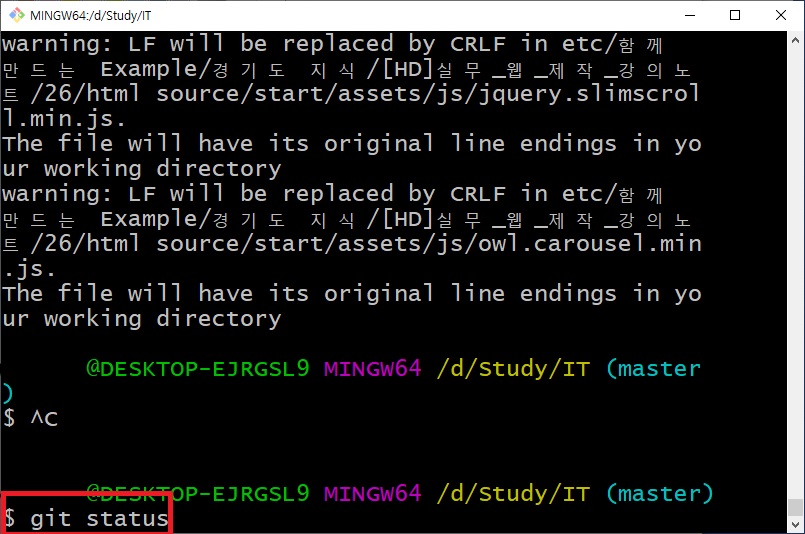 MINGW64:/d/Study/IT
warning: LF will be replaced by CRLF in etc/함께
만드는 Example/경기도 지식/[HD]실무_웹_제작_강의노
트/26/html source/start/assets/js/jquery.slimscrol
l.min.js.
The file will have its original line endings in yo
ur working directory
warning: LF will be replaced by CRLF in etc/함께
만드는 Example/경기도 지식/[HD]실무_웹_제작_강의노
트/26/html source/start/assets/js/owl.carousel.min
.js.
The file will have its original line endings in yo
ur working directory
@DESKTOP-EJRGSL9 MINGW64 /d/Study/IT (master
)
$ ^C
@DESKTOP-EJRGSL9 MINGW64 /d/Study/IT (master)
$ git status